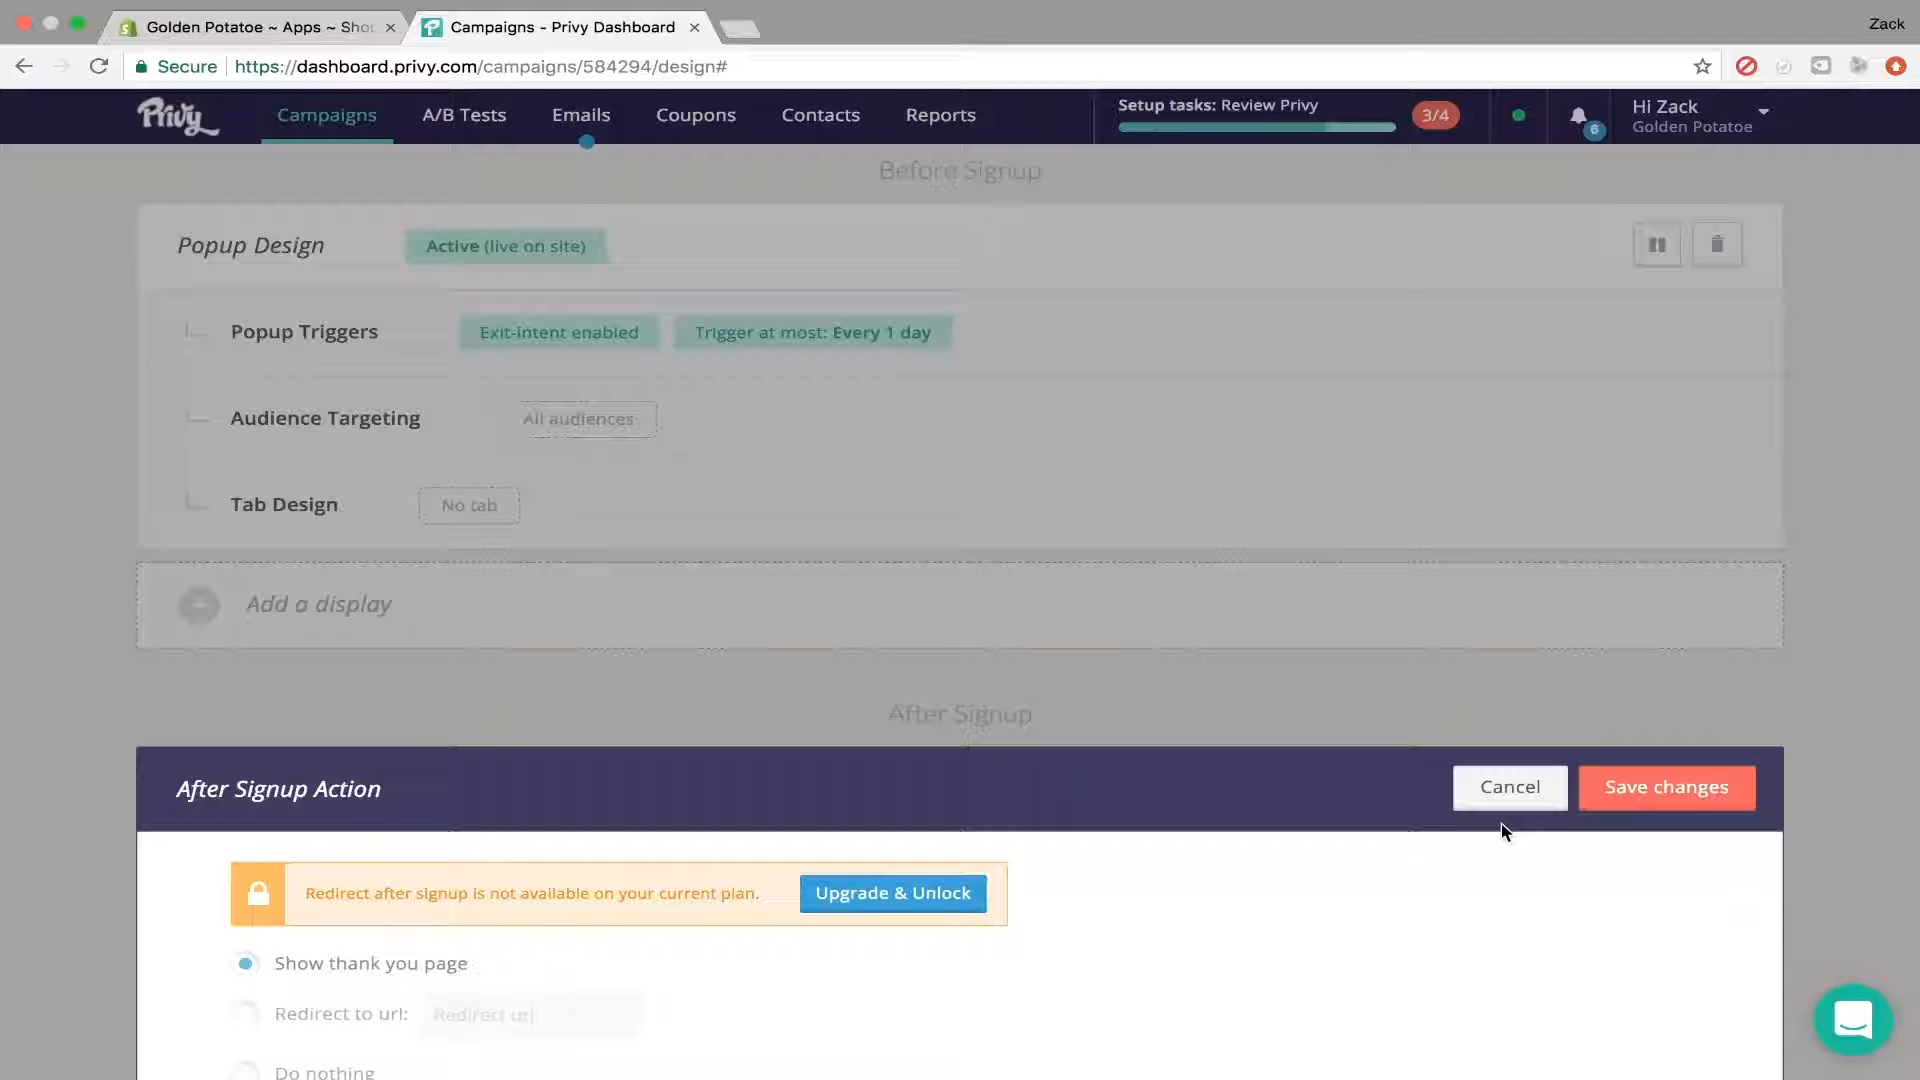 Golden Potatoe ~ Apps ~ Sho
Campaigns - Privy Dashboard
Zack
Secure
https://dashboard.privy.com/campaigns/584294/design#
Privy
Campaigns
A/B Tests
Emails
Coupons
Contacts
Reports
Setup tasks: Review Privy
3/4
6
Hi Zack
Golden Potatoe
Before Signup
Popup Design
Active (live on site)
Popup Triggers
Exit-intent enabled
Trigger at most: Every 1 day
Audience Targeting
All audiences
Tab Design
No tab
Add a display
After Signup
After Signup Action
Cancel
Save changes
Redirect after signup is not available on your current plan.
Upgrade & Unlock
Show thank you page
Redirect to url:
Redirect url
Do nothing